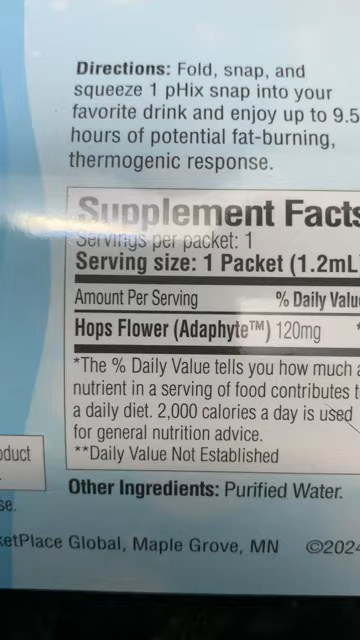 Directions: Fold, snap, and
squeeze 1 pHix snap into your
favorite drink and enjoy up to 9.5
hours of potential fat-burning,
thermogenic response.
Supplement Facts
Servings per packet: 1
Serving size: 1 Packet (1.2mL
Amount Per Serving % Daily Valu
Hops Flower (Adaphyte™) 120mg *
*The % Daily Value tells you how much a
nutrient in a serving of food contributes t
a daily diet. 2,000 calories a day is used
for general nutrition advice.
**Daily Value Not Established
oduct
Other Ingredients: Purified Water.
se.
ketPlace Global, Maple Grove, MN ©2024